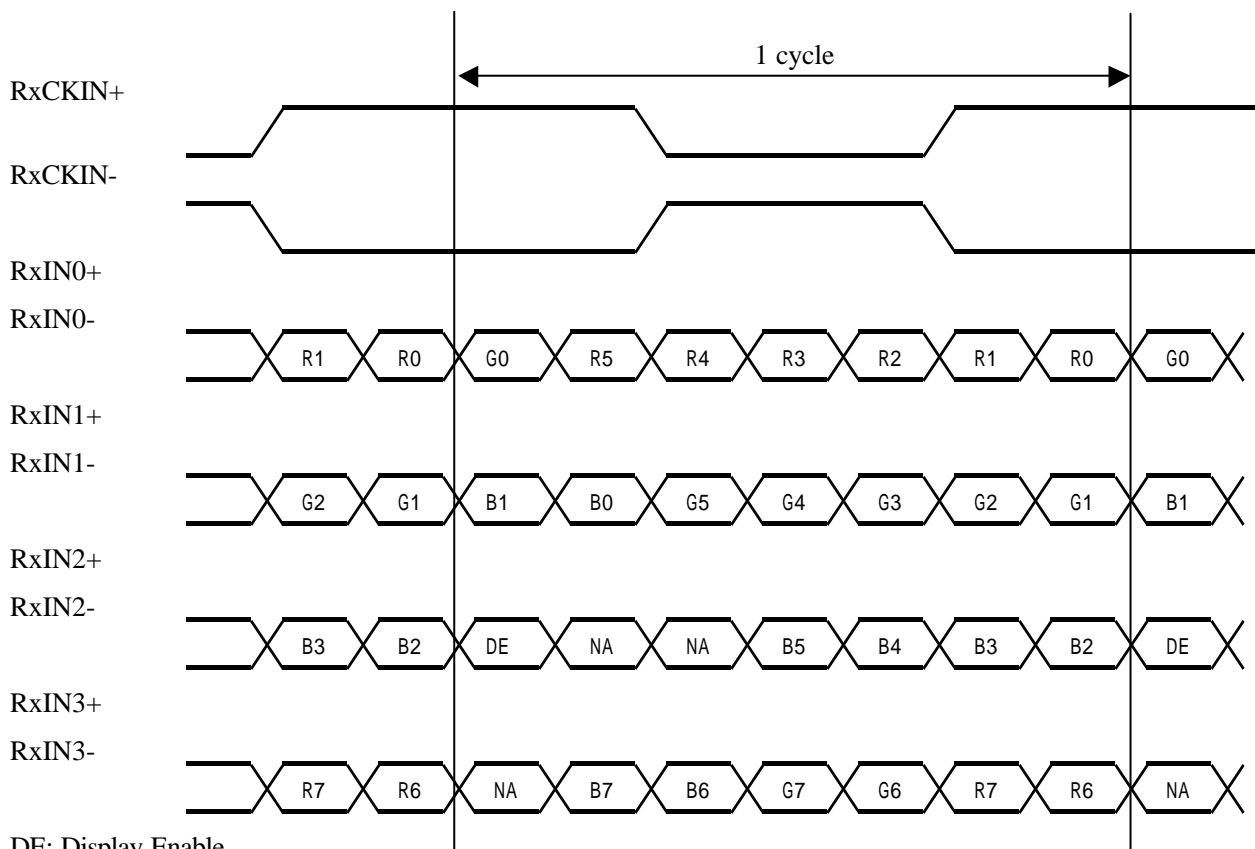 1 cycle
RxCKIN+
RxCKIN-
RxIN0+
RxIN0-
R1 R0 G0 R5 R4 R3 R2 R1 R0 G0
RxIN1+
RxIN1-
G2 G1 B1 B0 G5 G4 G3 G2 G1 B1
RxIN2+
RxIN2-
B3 B2 DE NA NA B5 B4 B3 B2 DE
RxIN3+
RxIN3-
R7 R6 NA B7 B6 G7 G6 R7 R6 NA
DE: Display Enable